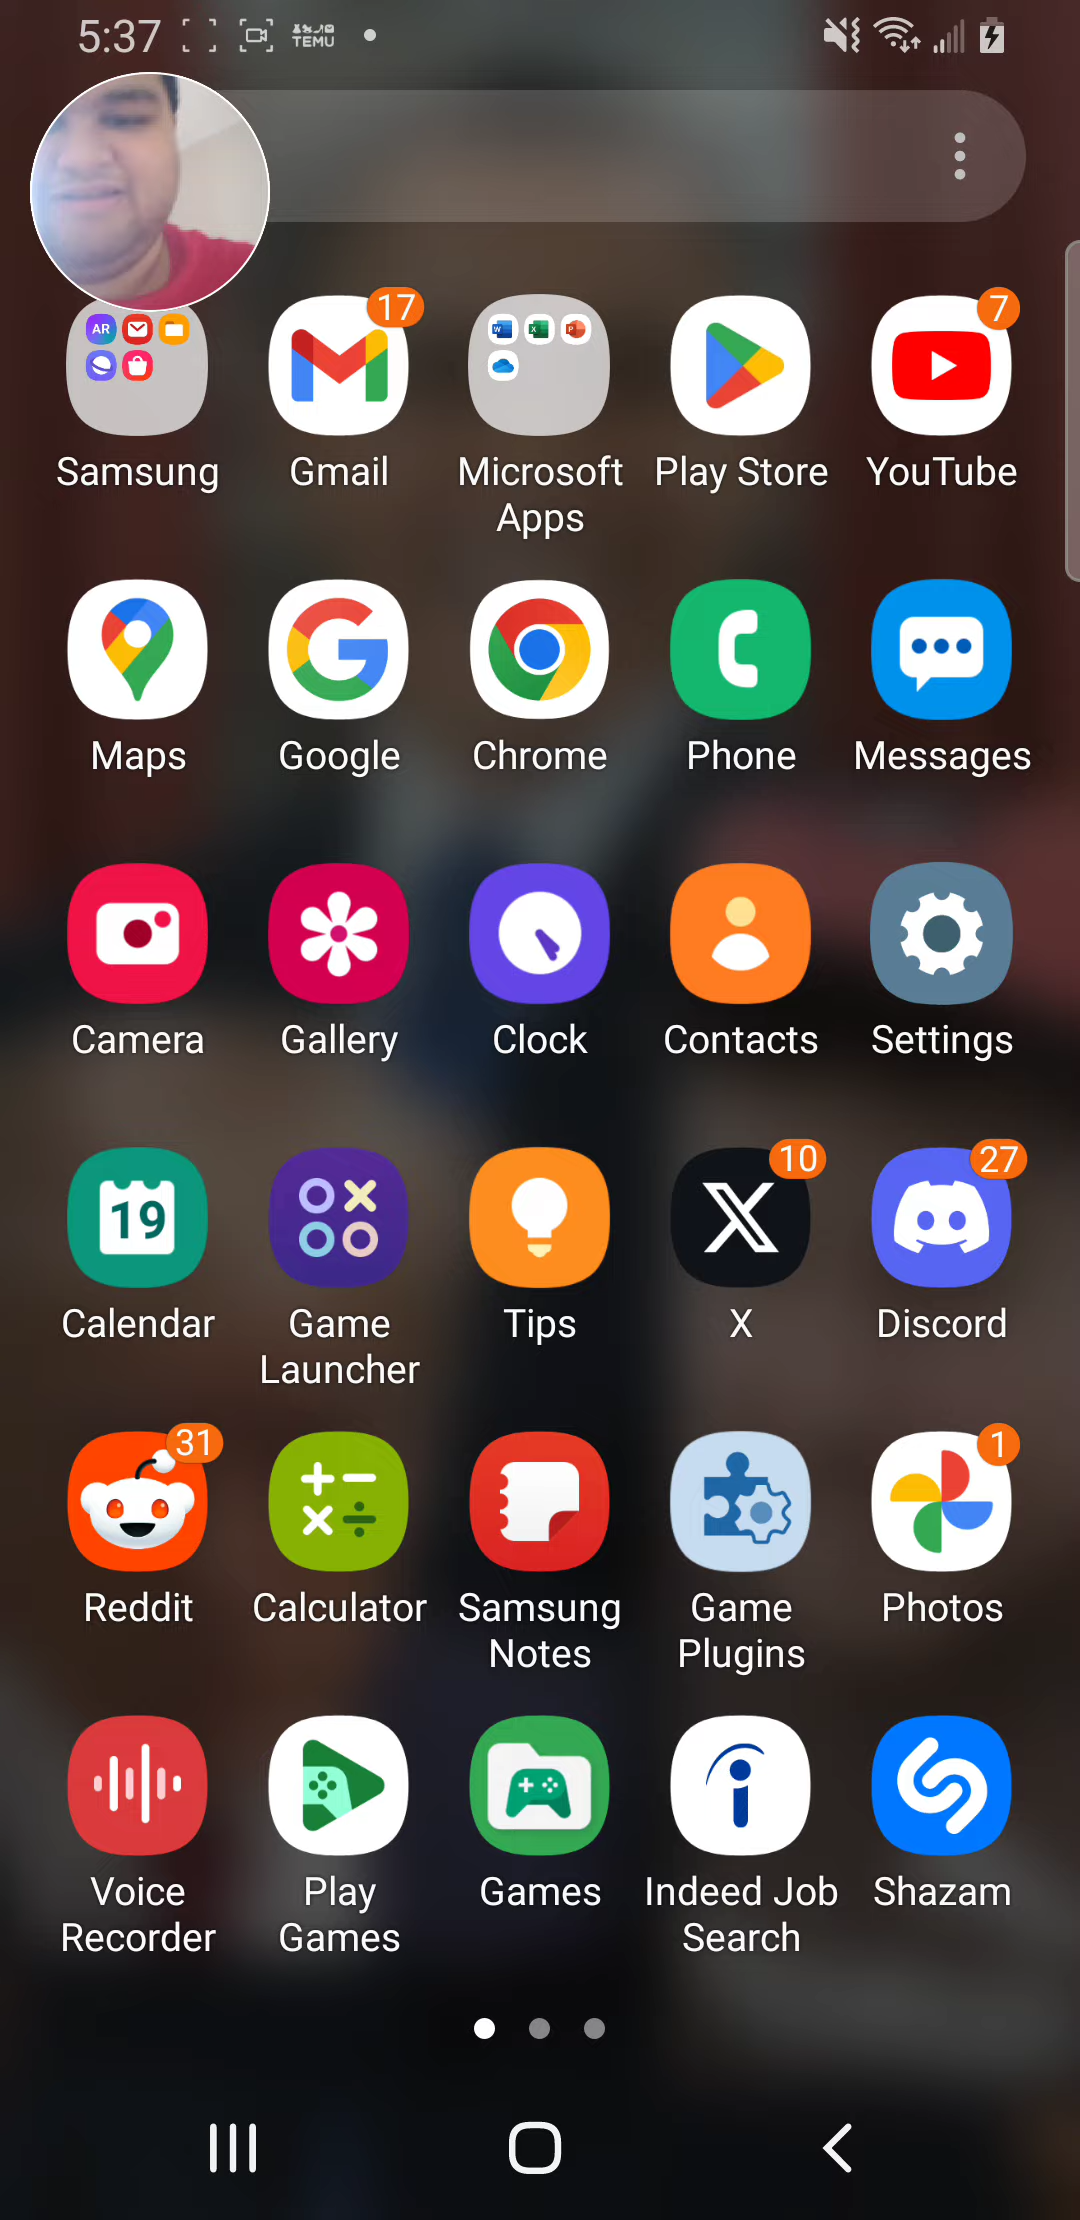 5:37 TEMU
AR W X P
17 7
Samsung Gmail Microsoft Apps Play Store YouTube
Maps Google Chrome Phone Messages
Camera Gallery Clock Contacts Settings
19 10 27
Calendar Game Launcher Tips X Discord
31 1
Reddit Calculator Samsung Notes Game Plugins Photos
Voice Recorder Play Games Games Indeed Job Search Shazam